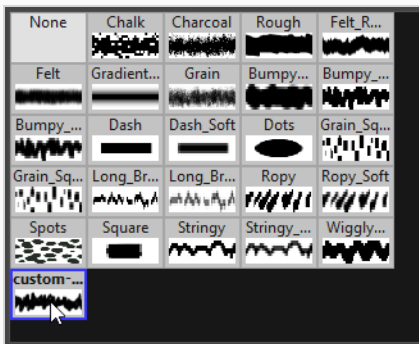 None Chalk Charcoal Rough Felt_R...
Felt Gradient... Grain Bumpy... Bumpy_...
Bumpy_... Dash Dash_Soft Dots Grain_Sq...
Grain_Sq... Long_Br... Long_Br... Ropy Ropy_Soft
Spots Square Stringy Stringy_... Wiggly...
custom-...